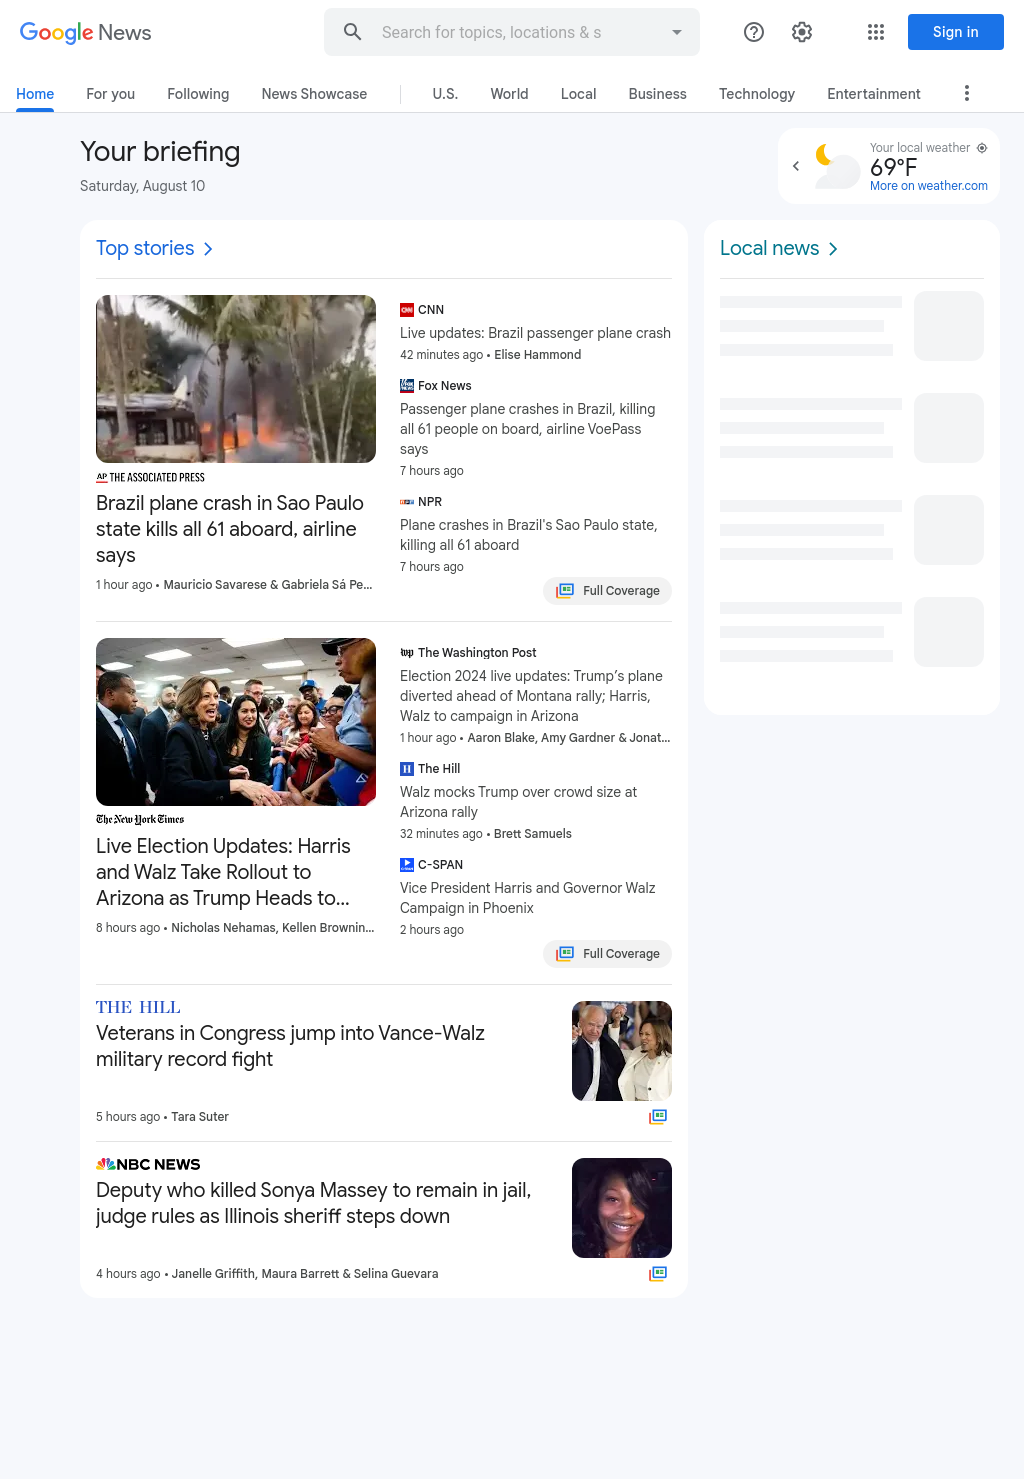 Google News
Search for topics, locations & s
Sign in
Home
For you
Following
News Showcase
U.S.
World
Local
Business
Technology
Entertainment
Your briefing
Saturday, August 10
Your local weather
69°F
More on weather.com
Top stories
AP THE ASSOCIATED PRESS
Brazil plane crash in Sao Paulo
state kills all 61 aboard, airline
says
1 hour ago • Mauricio Savarese & Gabriela Sá Pe...
CNN
Live updates: Brazil passenger plane crash
42 minutes ago • Elise Hammond
Fox News
Passenger plane crashes in Brazil, killing
all 61 people on board, airline VoePass
says
7 hours ago
NPR
Plane crashes in Brazil's Sao Paulo state,
killing all 61 aboard
7 hours ago
Full Coverage
The New York Times
Live Election Updates: Harris
and Walz Take Rollout to
Arizona as Trump Heads to...
8 hours ago • Nicholas Nehamas, Kellen Brownin...
wp The Washington Post
Election 2024 live updates: Trump’s plane
diverted ahead of Montana rally; Harris,
Walz to campaign in Arizona
1 hour ago • Aaron Blake, Amy Gardner & Jonat...
H The Hill
Walz mocks Trump over crowd size at
Arizona rally
32 minutes ago • Brett Samuels
C-SPAN
Vice President Harris and Governor Walz
Campaign in Phoenix
2 hours ago
Full Coverage
THE HILL
Veterans in Congress jump into Vance-Walz
military record fight
5 hours ago • Tara Suter
NBC NEWS
Deputy who killed Sonya Massey to remain in jail,
judge rules as Illinois sheriff steps down
4 hours ago • Janelle Griffith, Maura Barrett & Selina Guevara
Local news